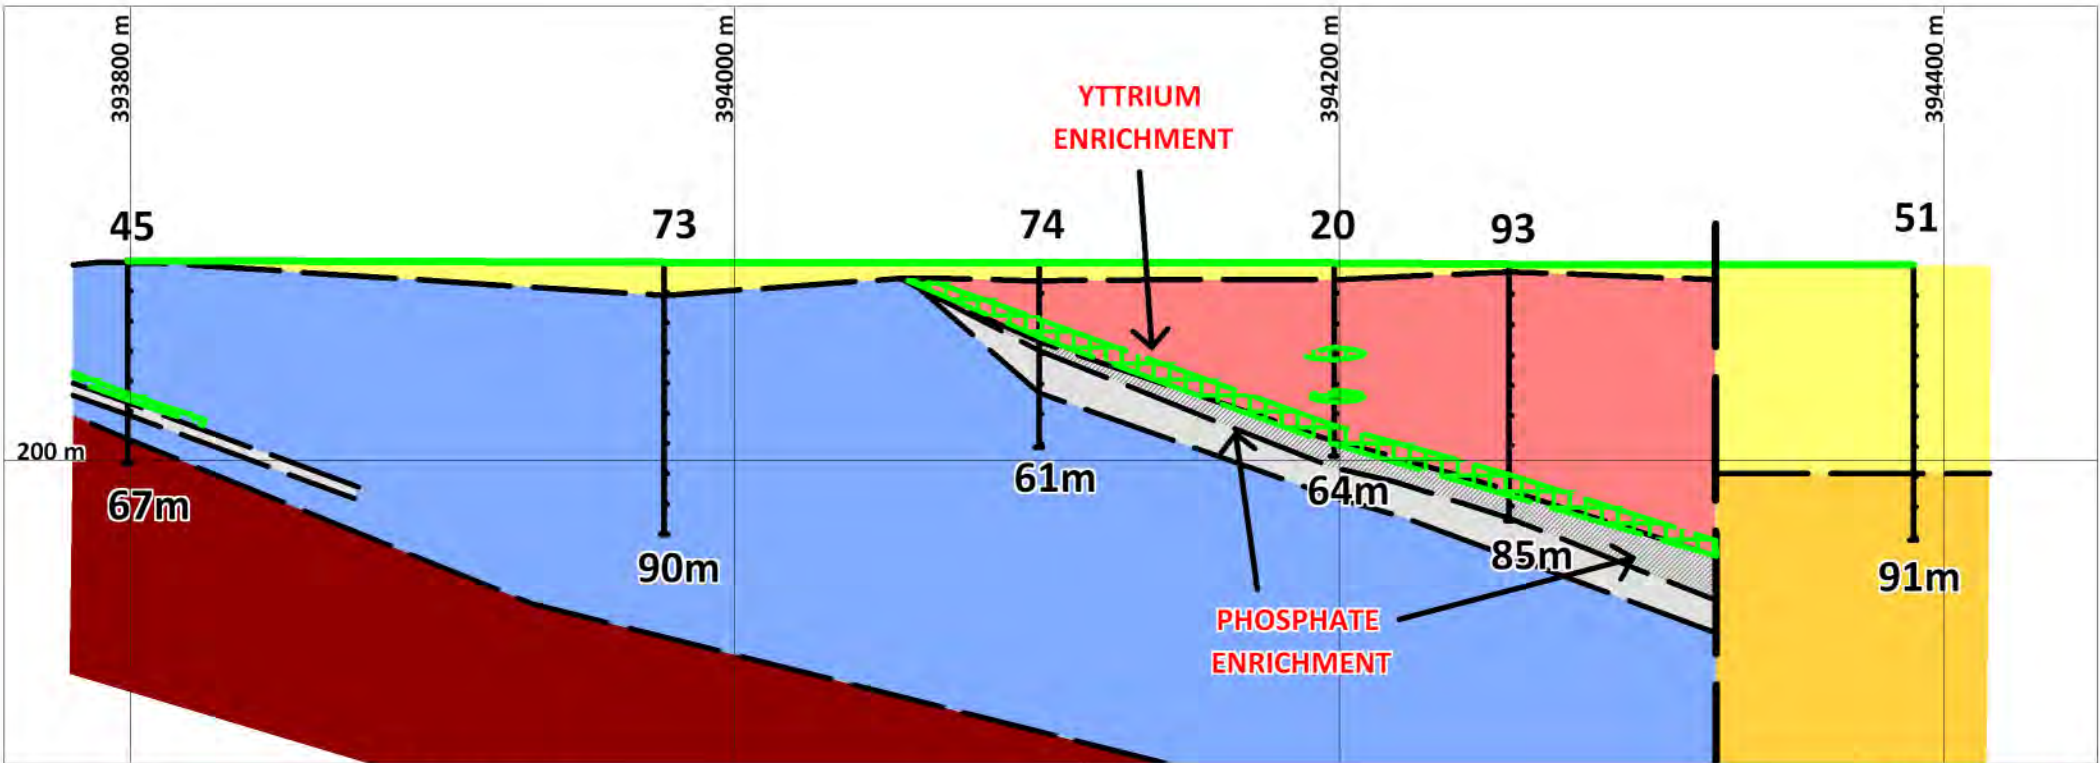 393800 m
394000 m
394200 m
394400 m
YTTRIUM
ENRICHMENT
45
73
74
20
93
51
200 m
67m
90m
61m
64m
85m
91m
PHOSPHATE
ENRICHMENT